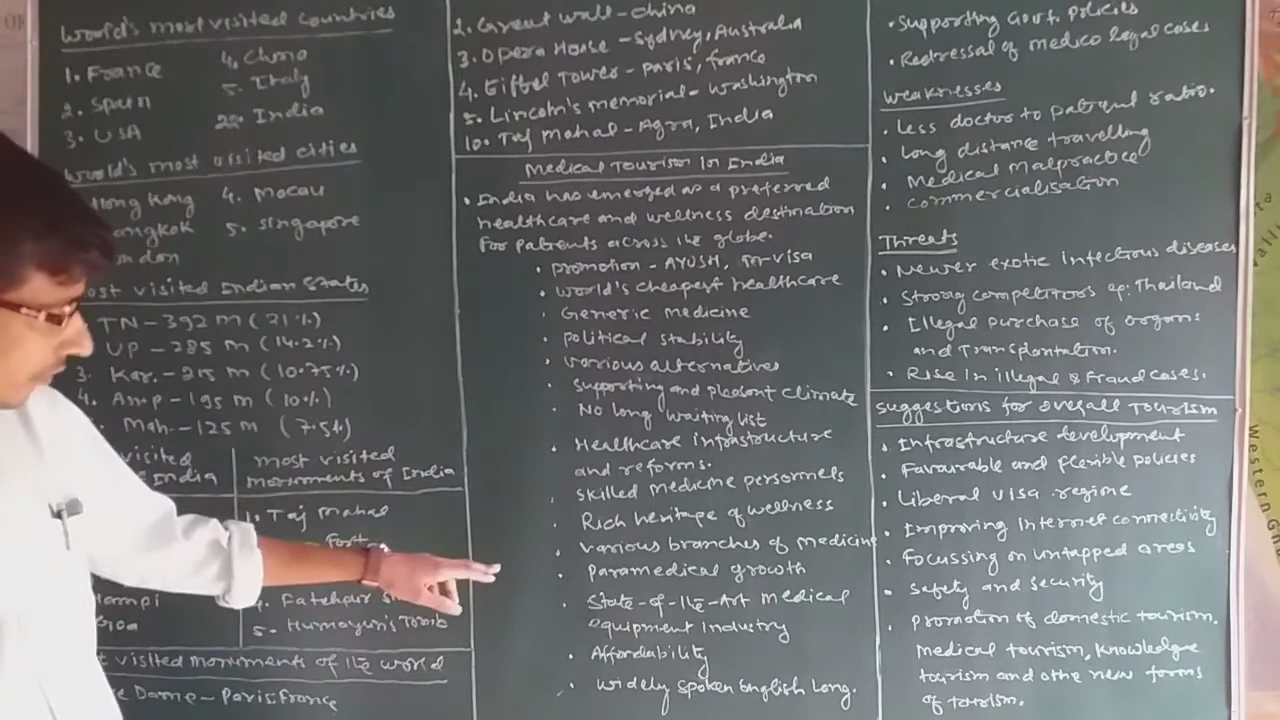 World's most visited countries
1. France 4. China
2. Spain 5. Italy
3. USA 22. India
World's most visited cities
Hong Kong 4. Macau
angkok 5. Singapore
ondon
ost visited Indian States
TN - 392 m (21%)
UP - 285 m (14.2%)
3. Kar. - 215 m (10.75%)
4. An.P - 195 m (10%)
Mah. - 125 m (7.5%)
visited
India
most visited
monuments of India
1. Taj Mahal
Fort
Hampi
Goa
4. Fatehpur S
5. Humayun's Tomb
t visited monuments of the world
e Dame - Paris France
2. Great Wall - China
3. Opera House - Sydney, Australia
4. Eiffel Tower - Paris, France
5. Lincoln's memorial - Washington
10. Taj Mahal - Agra, India
Medical Tourism in India
• India has emerged as a preferred
healthcare and wellness destination
for patients across the globe.
• promotion - AYUSH, m-visa
• World's cheapest healthcare
• Generic medicine
• political stability
• various alternatives
• supporting and pleasant climate
• No long waiting list
• Healthcare infrastructure
and reforms.
• skilled medicine personnels
• Rich heritage of wellness
• various branches of medicine
• paramedical growth
• State-of-the-Art medical
equipment industry
• Affordability
• widely spoken English Lang.
• Supporting Govt. policies
• Redressal of medico legal cases
Weaknesses
• Less doctor to patient ratio.
• Long distance travelling
• Medical Malpractice
• commercialisation
Threats
• Newer exotic infectious diseases
• Strong competitors eg: Thailand
• Illegal purchase of organs
and Transplantation.
• Rise in illegal & fraud cases.
Suggestions for overall Tourism
• Infrastructure development
• Favourable and flexible policies
• Liberal visa regime
• Improving Internet connectivity
• Focussing on untapped areas
• Safety and security
• promotion of domestic tourism.
medical tourism, knowledge
tourism and othe new forms
of tourism.